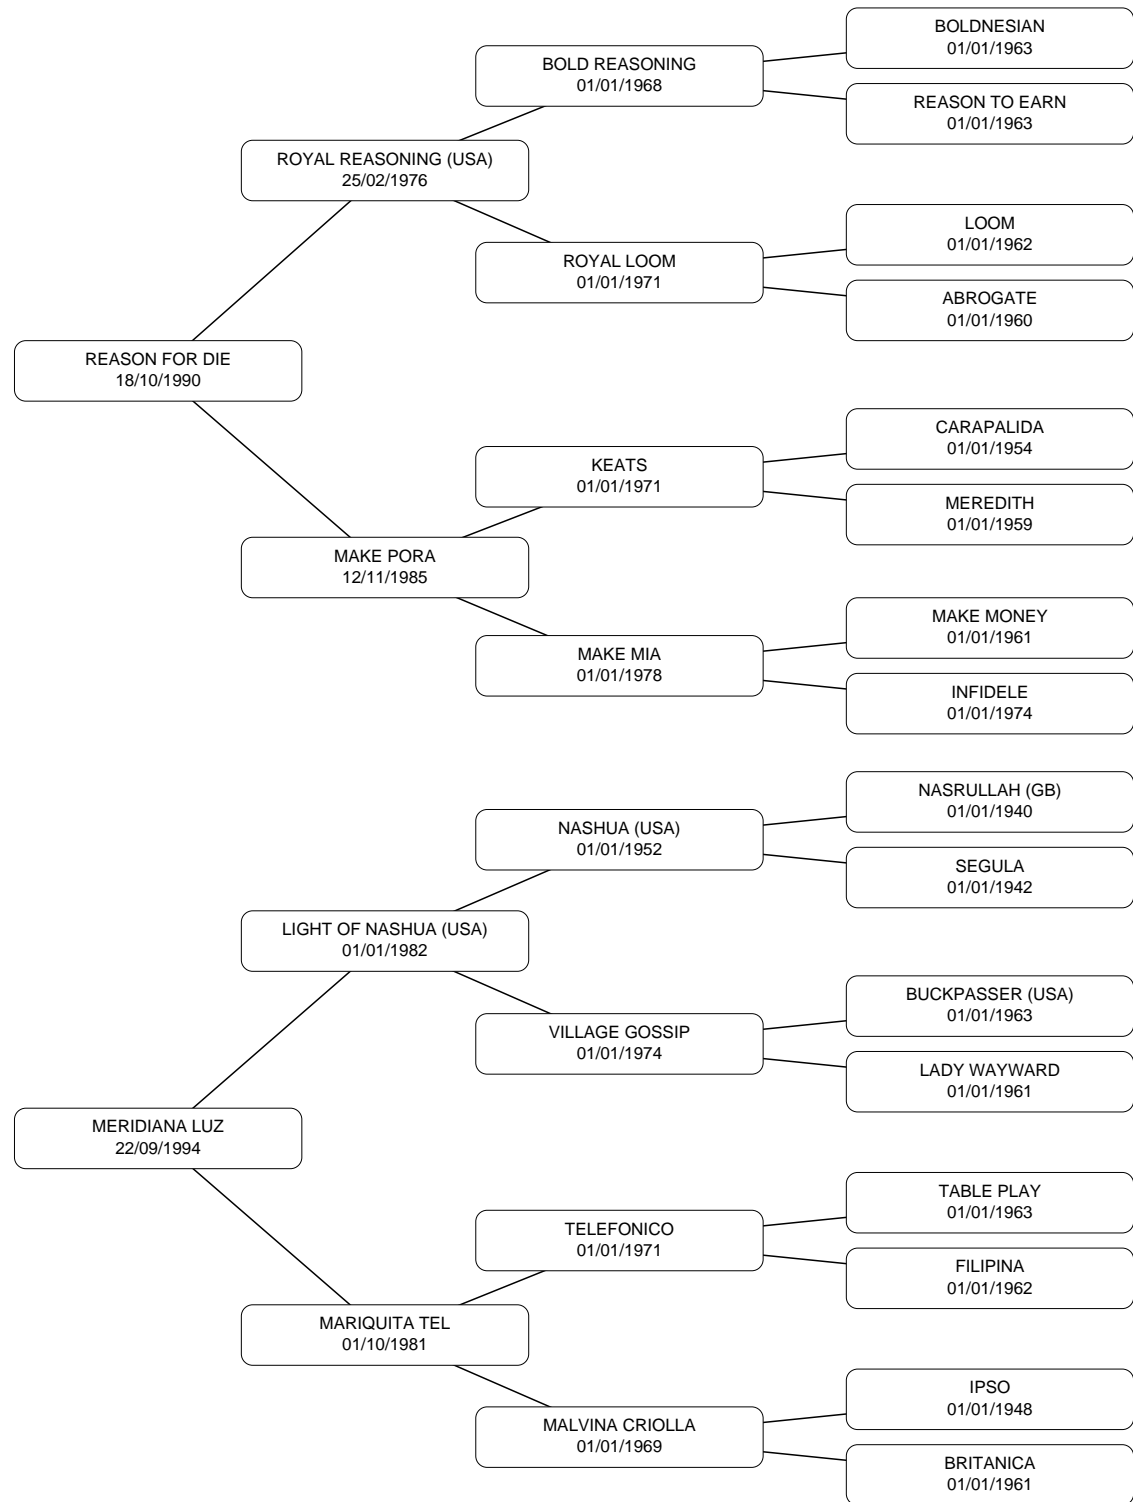 BOLDNESIAN
01/01/1963
BOLD REASONING
01/01/1968
REASON TO EARN
01/01/1963
ROYAL REASONING (USA)
25/02/1976
LOOM
01/01/1962
ROYAL LOOM
01/01/1971
ABROGATE
01/01/1960
REASON FOR DIE
18/10/1990
CARAPALIDA
01/01/1954
KEATS
01/01/1971
MEREDITH
01/01/1959
MAKE PORA
12/11/1985
MAKE MONEY
01/01/1961
MAKE MIA
01/01/1978
INFIDELE
01/01/1974
NASRULLAH (GB)
01/01/1940
NASHUA (USA)
01/01/1952
SEGULA
01/01/1942
LIGHT OF NASHUA (USA)
01/01/1982
BUCKPASSER (USA)
01/01/1963
VILLAGE GOSSIP
01/01/1974
LADY WAYWARD
01/01/1961
MERIDIANA LUZ
22/09/1994
TABLE PLAY
01/01/1963
TELEFONICO
01/01/1971
FILIPINA
01/01/1962
MARIQUITA TEL
01/10/1981
IPSO
01/01/1948
MALVINA CRIOLLA
01/01/1969
BRITANICA
01/01/1961